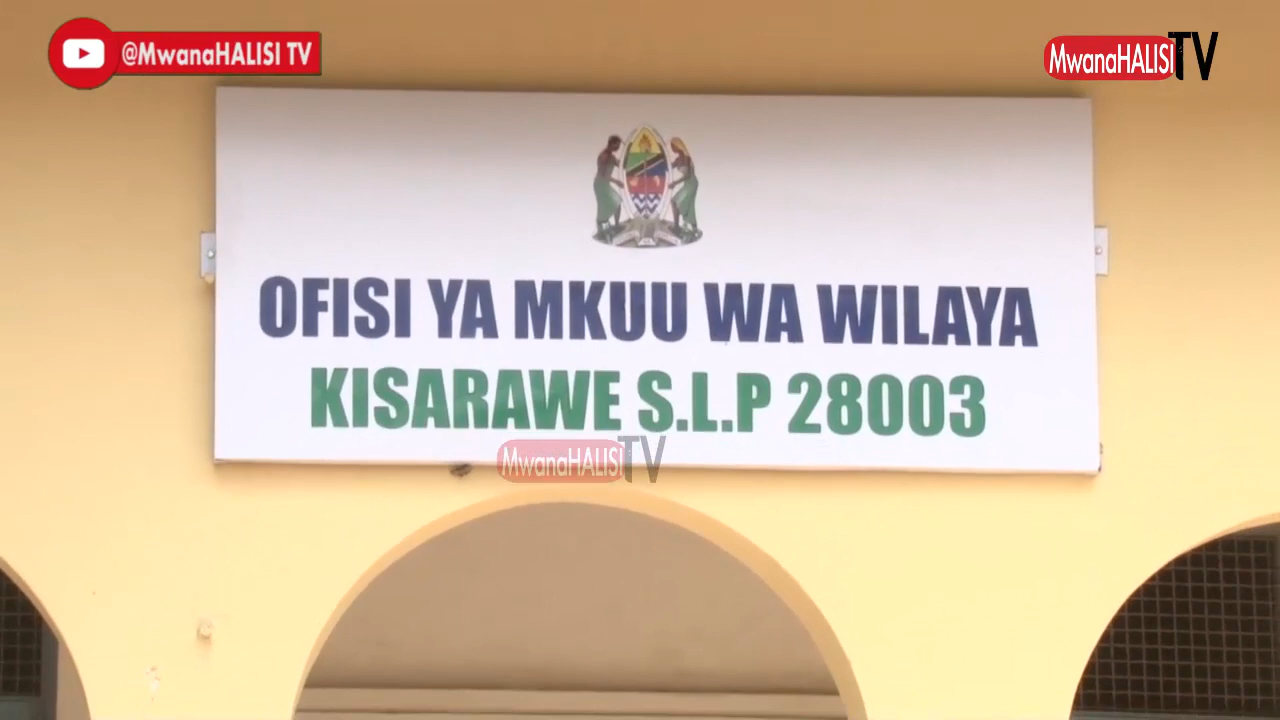 @MwanaHALISI TV
MwanaHALISI TV
OFISI YA MKUU WA WILAYA
KISARAWE S.L.P 28003
MwanaHALISI TV